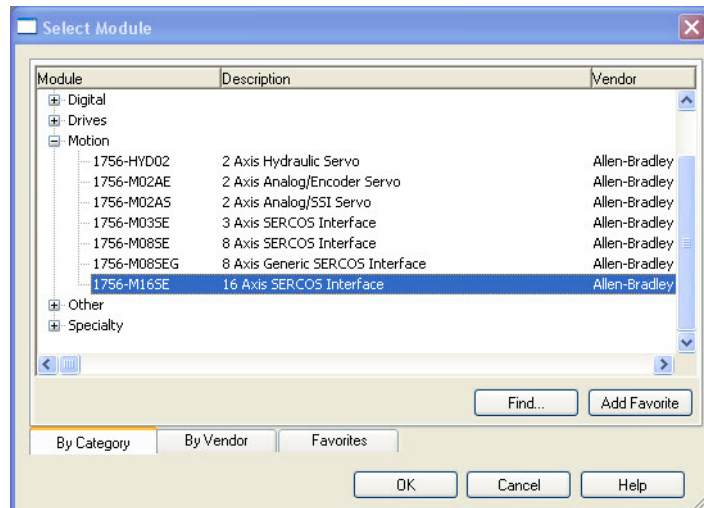 Select Module
Module Description Vendor
Digital
Drives
Motion
1756-HYD02 2 Axis Hydraulic Servo Allen-Bradley
1756-M02AE 2 Axis Analog/Encoder Servo Allen-Bradley
1756-M02AS 2 Axis Analog/SSI Servo Allen-Bradley
1756-M03SE 3 Axis SERCOS Interface Allen-Bradley
1756-M08SE 8 Axis SERCOS Interface Allen-Bradley
1756-M08SEG 8 Axis Generic SERCOS Interface Allen-Bradley
1756-M16SE 16 Axis SERCOS Interface Allen-Bradley
Other
Specialty
Find... Add Favorite
By Category By Vendor Favorites
OK Cancel Help